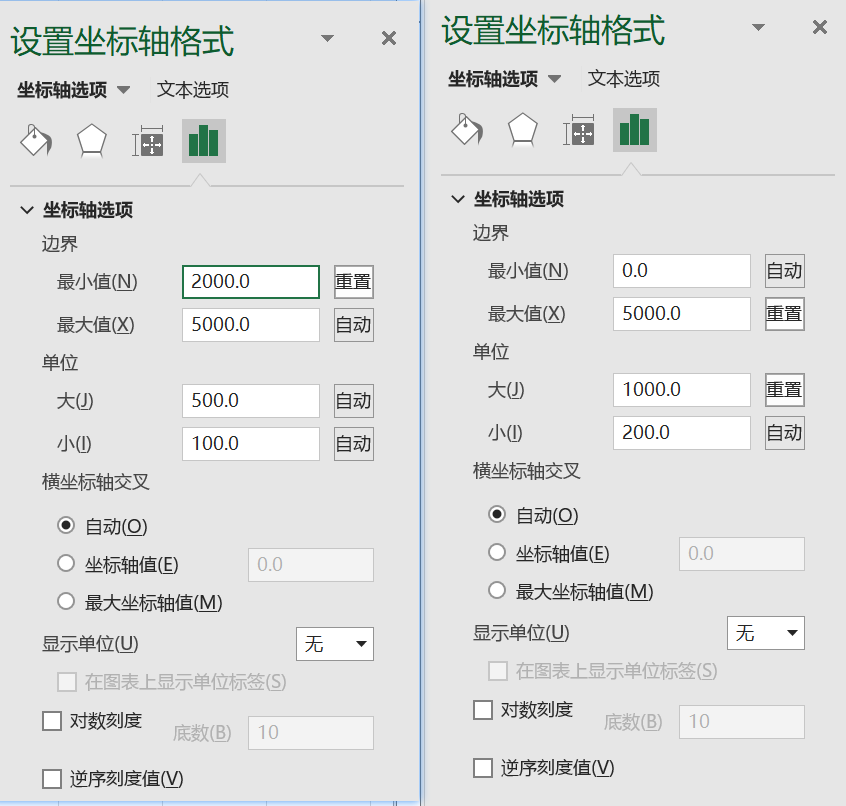 设置坐标轴格式
坐标轴选项 文本选项
坐标轴选项
边界
最小值(N) 2000.0 重置
最大值(X) 5000.0 自动
单位
大(J) 500.0 自动
小(I) 100.0 自动
横坐标轴交叉
自动(O)
坐标轴值(E) 0.0
最大坐标轴值(M)
显示单位(U) 无
在图表上显示单位标签(S)
对数刻度 底数(B) 10
逆序刻度值(V)
设置坐标轴格式
坐标轴选项 文本选项
坐标轴选项
边界
最小值(N) 0.0 自动
最大值(X) 5000.0 重置
单位
大(J) 1000.0 重置
小(I) 200.0 自动
横坐标轴交叉
自动(O)
坐标轴值(E) 0.0
最大坐标轴值(M)
显示单位(U) 无
在图表上显示单位标签(S)
对数刻度 底数(B) 10
逆序刻度值(V)